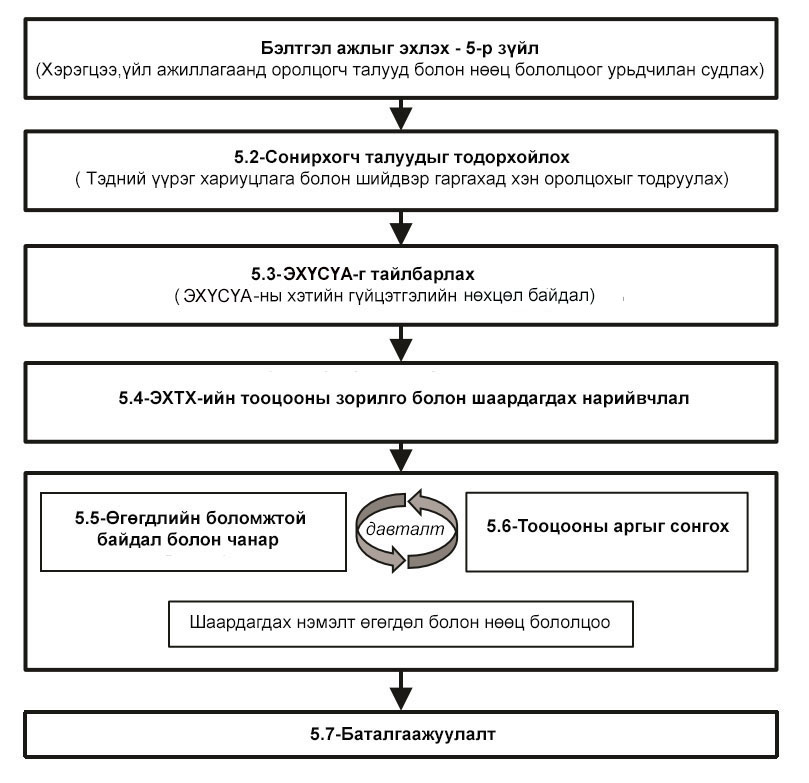 Бэлтгэл ажлыг эхлэх - 5-р зүйл
(Хэрэгцээ,үйл ажиллагаанд оролцогч талууд болон нөөц бололцоог урьдчилан судлах)
5.2-Сонирхогч талуудыг тодорхойлох
( Тэдний үүрэг хариуцлага болон шийдвэр гаргахад хэн оролцохыг тодруулах)
5.3-ЭХҮСҮА-г тайлбарлах
( ЭХҮСҮА-ны хэтийн гүйцэтгэлийн нөхцөл байдал)
5.4-ЭХТХ-ийн тооцооны зорилго болон шаардагдах нарийвчлал
5.5-Өгөгдлийн боломжтой
байдал болон чанар
давталт
5.6-Тооцооны аргыг сонгох
Шаардагдах нэмэлт өгөгдөл болон нөөц бололцоо
5.7-Баталгаажуулалт